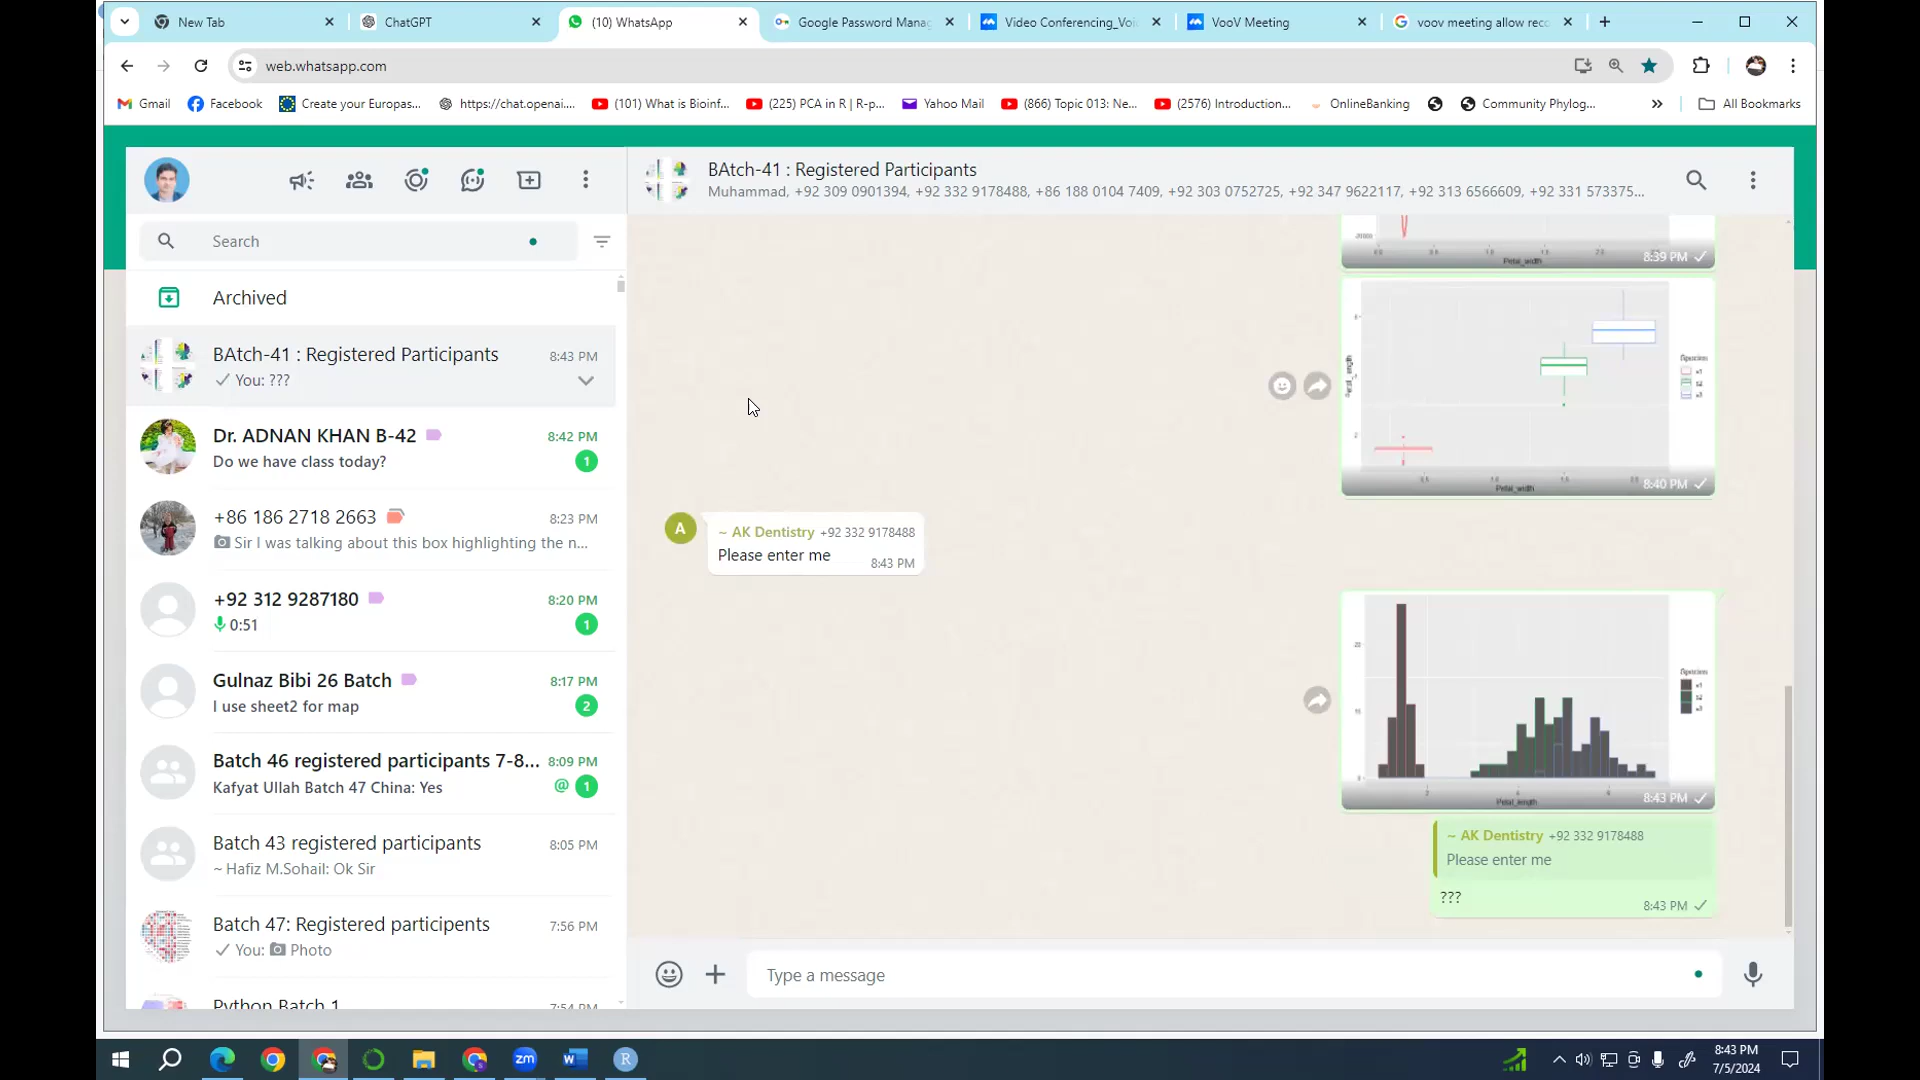 New Tab
ChatGPT
(10) WhatsApp
Google Password Mana
Video Conferencing_Voi
VooV Meeting
voov meeting allow reco
web.whatsapp.com
Gmail
Facebook
Create your Europas...
https://chat.openai....
(101) What is Bioinf...
(225) PCA in R | R-p...
Yahoo Mail
(866) Topic 013: Ne...
(2576) Introduction...
OnlineBanking
Community Phylog...
»
All Bookmarks
BAtch-41 : Registered Participants
Muhammad, +92 309 0901394, +92 332 9178488, +86 188 0104 7409, +92 303 0752725, +92 347 9622117, +92 313 6566609, +92 331 573375...
Search
Archived
BAtch-41 : Registered Participants
8:43 PM
You: ???
Dr. ADNAN KHAN B-42
8:42 PM
Do we have class today?
1
+86 186 2718 2663
8:23 PM
Sir I was talking about this box highlighting the n...
+92 312 9287180
8:20 PM
0:51
1
Gulnaz Bibi 26 Batch
8:17 PM
I use sheet2 for map
2
Batch 46 registered participants 7-8...
8:09 PM
Kafyat Ullah Batch 47 China: Yes
@ 1
Batch 43 registered participants
8:05 PM
~ Hafiz M.Sohail: Ok Sir
Batch 47: Registered participants
7:56 PM
You: Photo
Python Batch 1
7:54 PM
Petal_width
8:39 PM
Species
Petal_width
8:40 PM
A
~ AK Dentistry +92 332 9178488
Please enter me
8:43 PM
Species
Petal_length
8:43 PM
~ AK Dentistry +92 332 9178488
Please enter me
???
8:43 PM
Type a message
zm
W
R
8:43 PM
7/5/2024